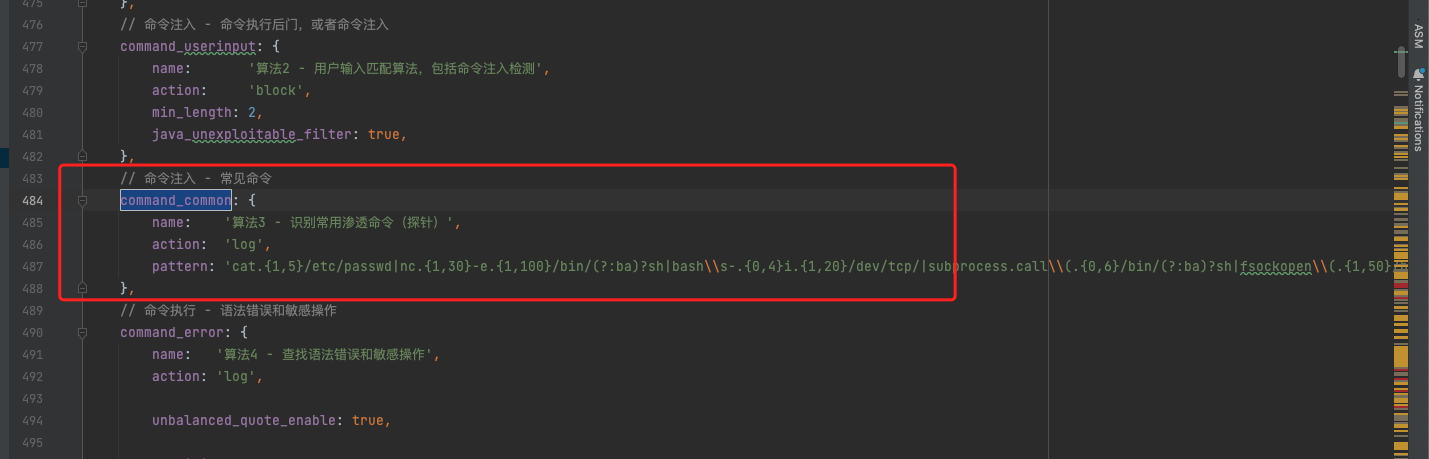 475 },
476 // 命令注入 - 命令执行后门，或者命令注入
477 command_userinput: {
478 name: '算法2 - 用户输入匹配算法，包括命令注入检测',
479 action: 'block',
480 min_length: 2,
481 java_unexploitable_filter: true,
482 },
483 // 命令注入 - 常见命令
484 command_common: {
485 name: '算法3 - 识别常用渗透命令（探针）',
486 action: 'log',
487 pattern: 'cat.{1,5}/etc/passwd|nc.{1,30}-e.{1,100}/bin/(?:ba)?sh|bash\\s-.{0,4}i.{1,20}/dev/tcp/|subprocess.call\\(.{0,6}/bin/(?:ba)?sh|fsockopen\\(.{1,50}
488 },
489 // 命令执行 - 语法错误和敏感操作
490 command_error: {
491 name: '算法4 - 查找语法错误和敏感操作',
492 action: 'log',
493
494 unbalanced_quote_enable: true,
495
ASM
Notifications